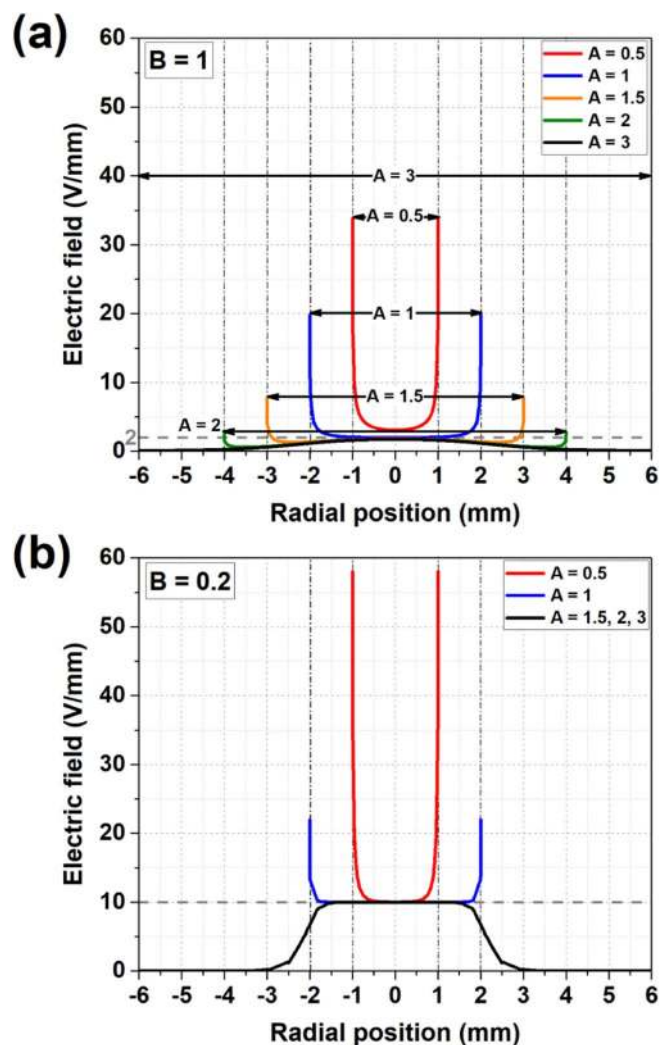 (a)
B = 1
A = 0.5
A = 1
A = 1.5
A = 2
A = 3
60
50
40
30
20
10
2
0
Electric field (V/mm)
A = 3
A = 0.5
A = 1
A = 1.5
A = 2
-6 -5 -4 -3 -2 -1 0 1 2 3 4 5 6
Radial position (mm)
(b)
B = 0.2
A = 0.5
A = 1
A = 1.5, 2, 3
60
50
40
30
20
10
0
Electric field (V/mm)
-6 -5 -4 -3 -2 -1 0 1 2 3 4 5 6
Radial position (mm)